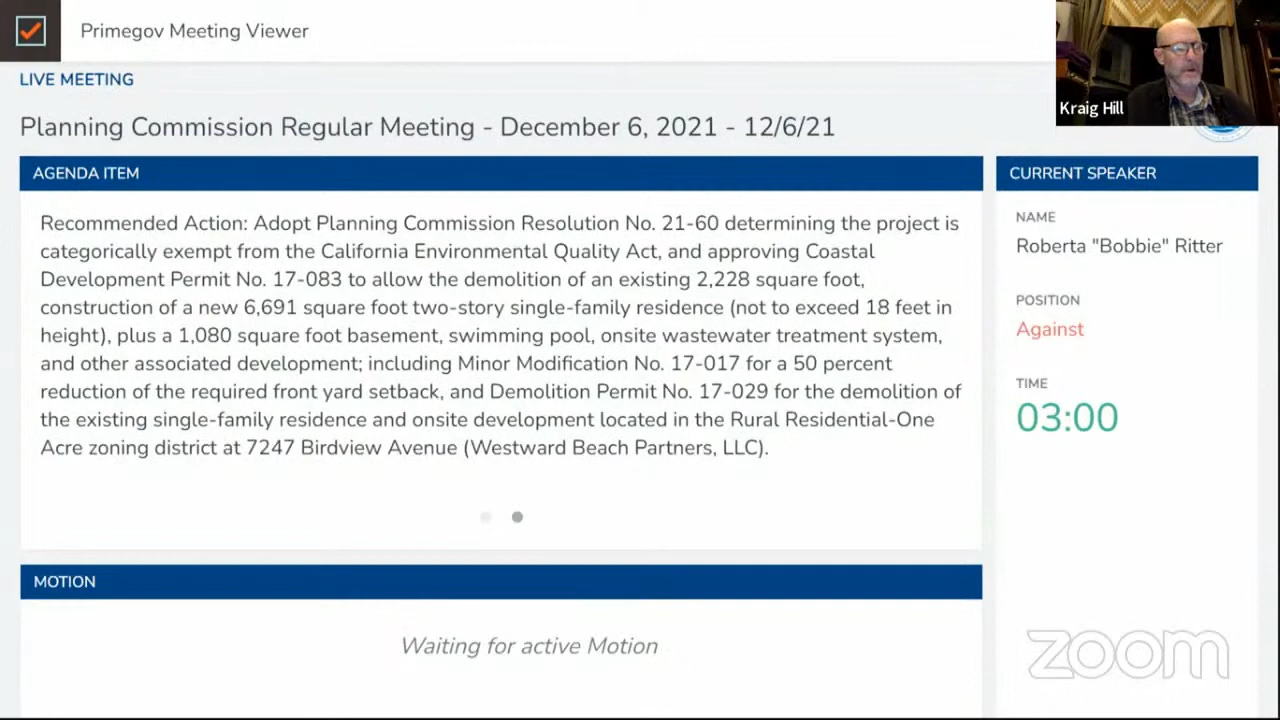 Primegov Meeting Viewer
LIVE MEETING
Kraig Hill
Planning Commission Regular Meeting - December 6, 2021 - 12/6/21
AGENDA ITEM
Recommended Action: Adopt Planning Commission Resolution No. 21-60 determining the project is
categorically exempt from the California Environmental Quality Act, and approving Coastal
Development Permit No. 17-083 to allow the demolition of an existing 2,228 square foot,
construction of a new 6,691 square foot two-story single-family residence (not to exceed 18 feet in
height), plus a 1,080 square foot basement, swimming pool, onsite wastewater treatment system,
and other associated development; including Minor Modification No. 17-017 for a 50 percent
reduction of the required front yard setback, and Demolition Permit No. 17-029 for the demolition of
the existing single-family residence and onsite development located in the Rural Residential-One
Acre zoning district at 7247 Birdview Avenue (Westward Beach Partners, LLC).
CURRENT SPEAKER
NAME
Roberta "Bobbie" Ritter
POSITION
Against
TIME
03:00
MOTION
Waiting for active Motion
zoom